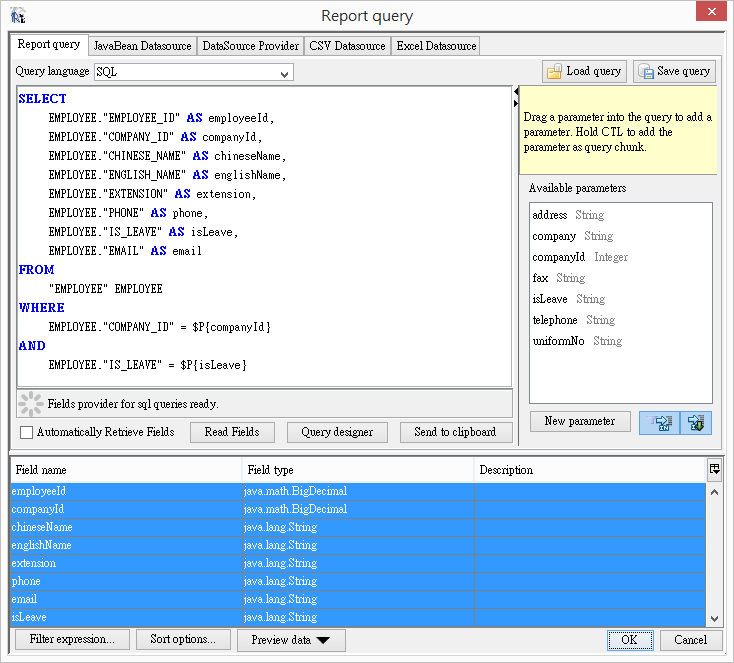 Report query
Report query JavaBean Datasource DataSource Provider CSV Datasource Excel Datasource
Query language SQL Load query Save query
SELECT
EMPLOYEE."EMPLOYEE_ID" AS employeeId,
EMPLOYEE."COMPANY_ID" AS companyId,
EMPLOYEE."CHINESE_NAME" AS chineseName,
EMPLOYEE."ENGLISH_NAME" AS englishName,
EMPLOYEE."EXTENSION" AS extension,
EMPLOYEE."PHONE" AS phone,
EMPLOYEE."IS_LEAVE" AS isLeave,
EMPLOYEE."EMAIL" AS email
FROM
"EMPLOYEE" EMPLOYEE
WHERE
EMPLOYEE."COMPANY_ID" = $P{companyId}
AND
EMPLOYEE."IS_LEAVE" = $P{isLeave}
Drag a parameter into the query to add a
parameter. Hold CTL to add the
parameter as query chunk.
Available parameters
address String
company String
companyId Integer
fax String
isLeave String
telephone String
uniformNo String
New parameter
Fields provider for sql queries ready.
Automatically Retrieve Fields Read Fields Query designer Send to clipboard
Field name Field type Description
employeeId java.math.BigDecimal
companyId java.math.BigDecimal
chineseName java.lang.String
englishName java.lang.String
extension java.lang.String
phone java.lang.String
email java.lang.String
isLeave java.lang.String
Filter expression... Sort options... Preview data OK Cancel